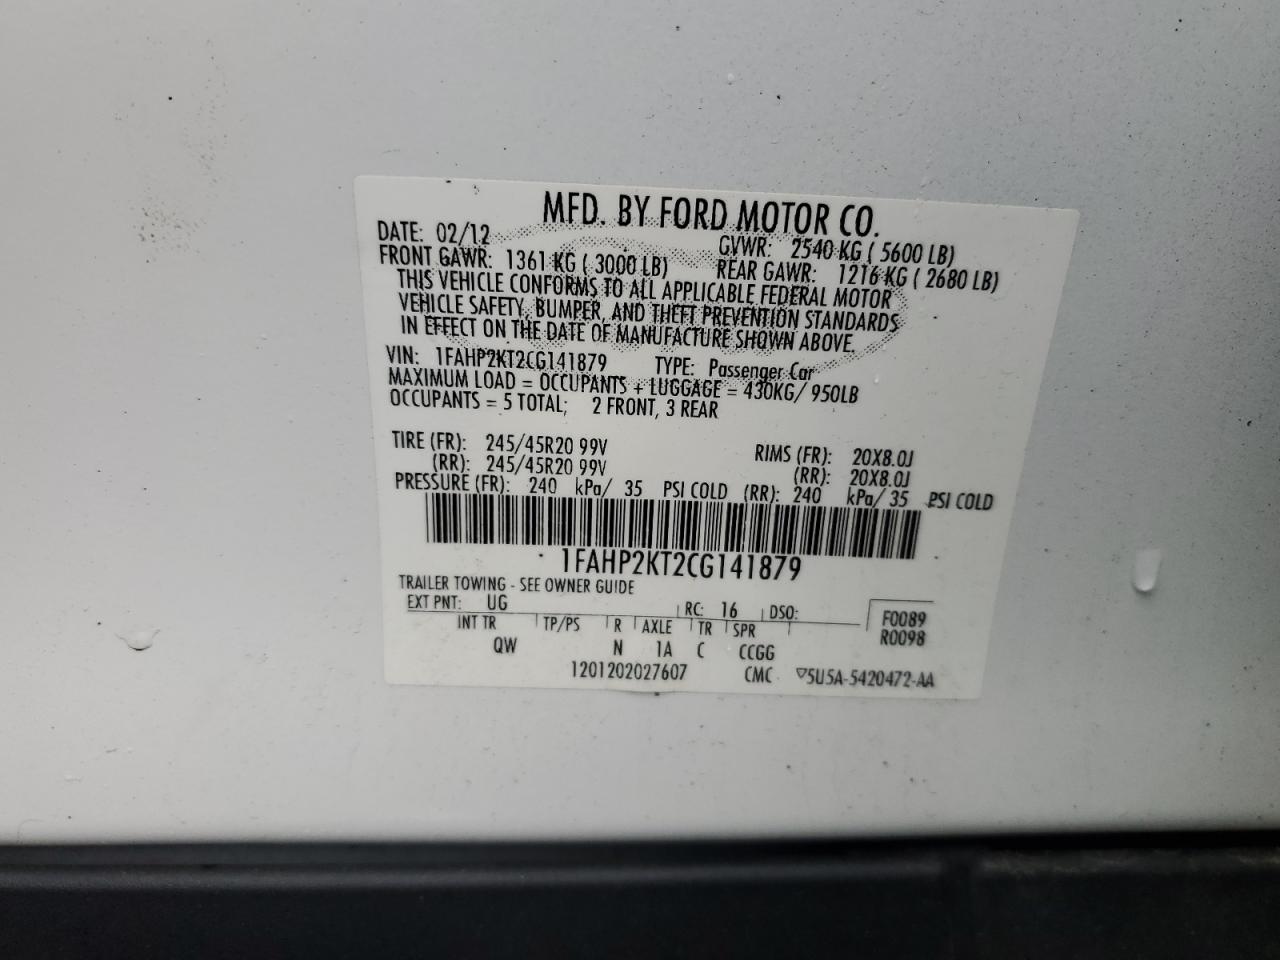 MFD. BY FORD MOTOR CO.
DATE: 02/12 GVWR: 2540 KG ( 5600 LB)
FRONT GAWR: 1361 KG ( 3000 LB) REAR GAWR: 1216 KG ( 2680 LB)
THIS VEHICLE CONFORMS TO ALL APPLICABLE FEDERAL MOTOR
VEHICLE SAFETY, BUMPER, AND THEFT PREVENTION STANDARDS
IN EFFECT ON THE DATE OF MANUFACTURE SHOWN ABOVE.
VIN: 1FAHP2KT2CG141879 TYPE: Passenger Car
MAXIMUM LOAD = OCCUPANTS + LUGGAGE = 430KG/ 950LB
OCCUPANTS = 5 TOTAL; 2 FRONT, 3 REAR
TIRE (FR): 245/45R20 99V RIMS (FR): 20X8.0J
(RR): 245/45R20 99V (RR): 20X8.0J
PRESSURE (FR): 240 kPa/ 35 PSI COLD (RR): 240 kPa/ 35 PSI COLD
1FAHP2KT2CG141879
TRAILER TOWING - SEE OWNER GUIDE
EXT PNT: UG RC: 16 DSO: F0089
INT TR TP/PS R AXLE TR SPR R0098
QW N 1A C CCGG
1201202027607 CMC ▽5U5A-5420472-AA